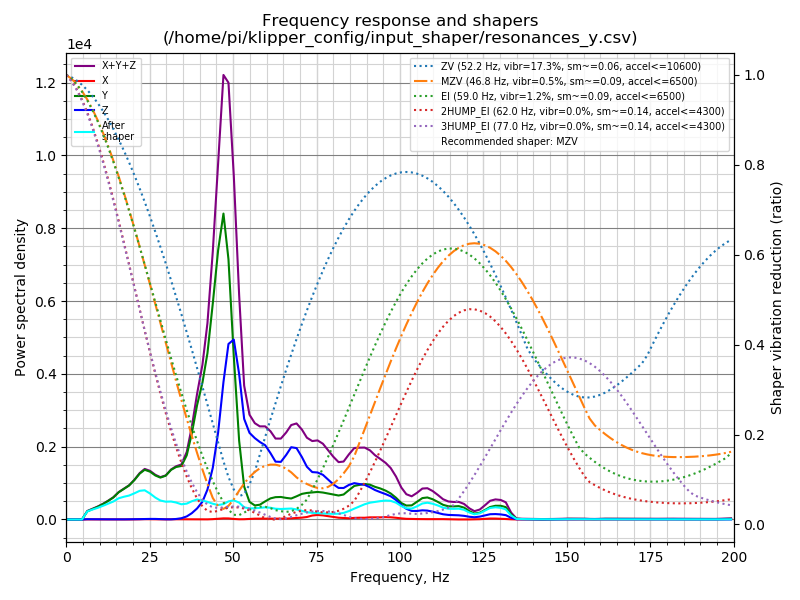 Frequency response and shapers
(/home/pi/klipper_config/input_shaper/resonances_y.csv)
1e4
X+Y+Z
X
Y
Z
After
shaper
ZV (52.2 Hz, vibr=17.3%, sm~=0.06, accel<=10600)
MZV (46.8 Hz, vibr=0.5%, sm~=0.09, accel<=6500)
EI (59.0 Hz, vibr=1.2%, sm~=0.09, accel<=6500)
2HUMP_EI (62.0 Hz, vibr=0.0%, sm~=0.14, accel<=4300)
3HUMP_EI (77.0 Hz, vibr=0.0%, sm~=0.14, accel<=4300)
Recommended shaper: MZV
Power spectral density
1.2
1.0
0.8
0.6
0.4
0.2
0.0
1.0
0.8
0.6
0.4
0.2
0.0
Shaper vibration reduction (ratio)
0 25 50 75 100 125 150 175 200
Frequency, Hz